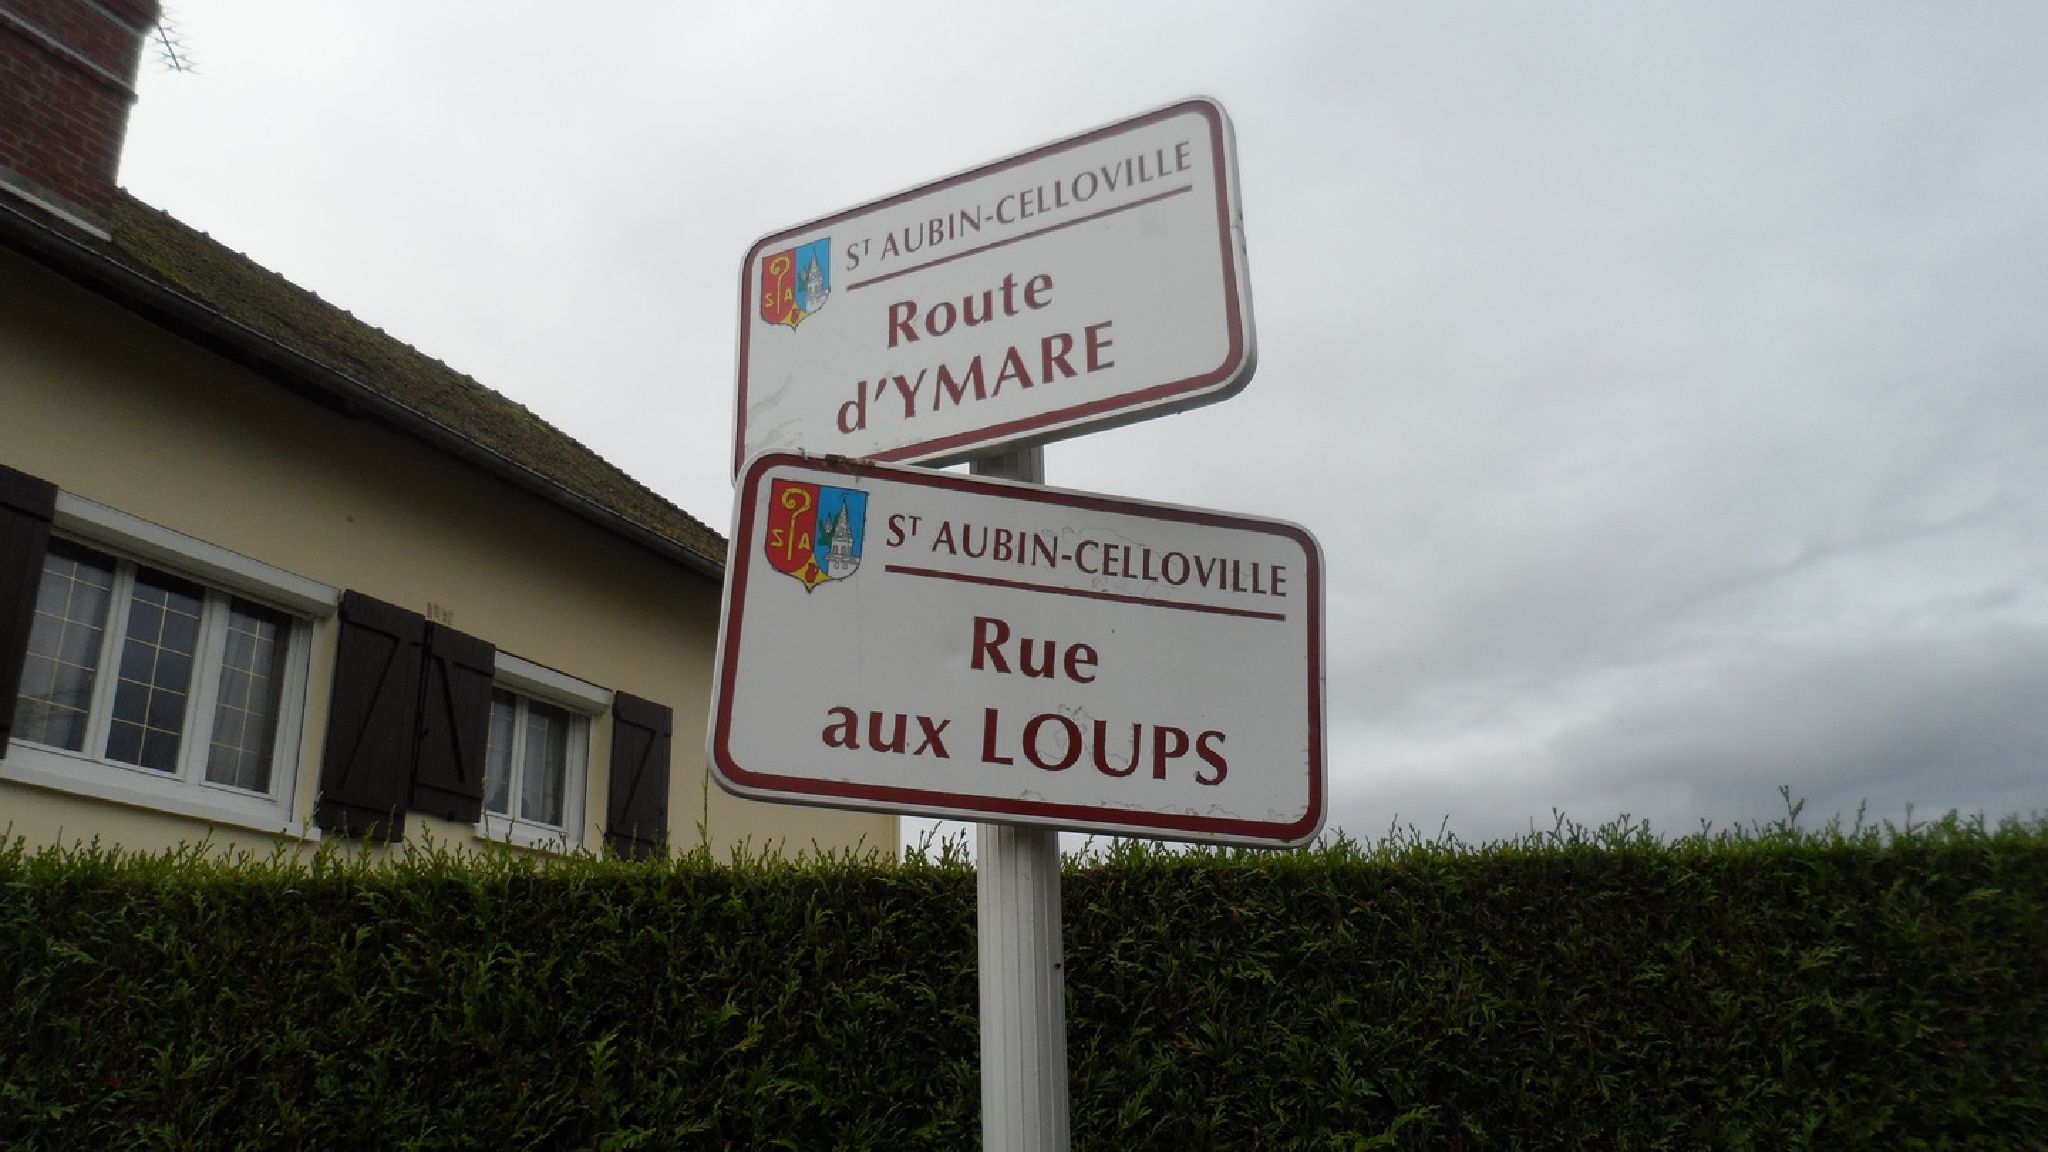 Sᵀ AUBIN-CELLOVILLE
S A
Route
d'YMARE
Sᵀ AUBIN-CELLOVILLE
S A
Rue
aux LOUPS